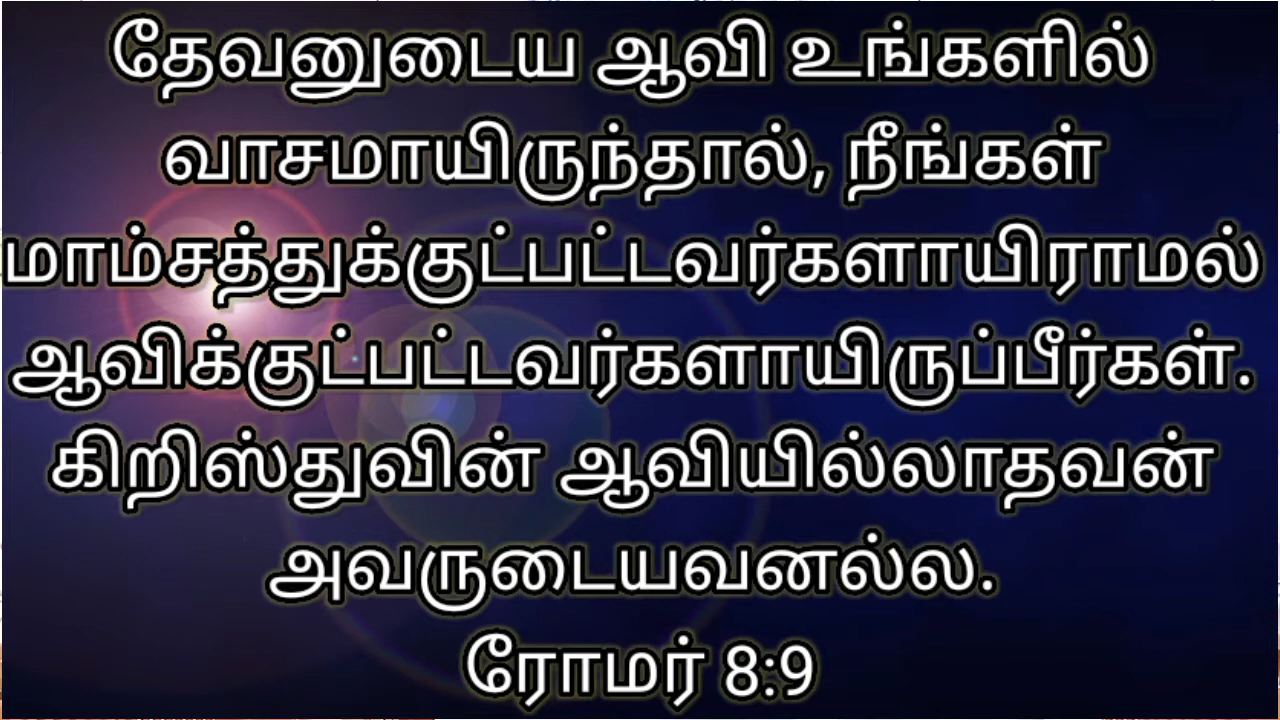 தேவனுடைய ஆவி உங்களில்
வாசமாயிருந்தால், நீங்கள்
மாம்சத்துக்குட்பட்டவர்களாயிராமல்
ஆவிக்குட்பட்டவர்களாயிருப்பீர்கள்.
கிறிஸ்துவின் ஆவியில்லாதவன்
அவருடையவனல்ல.
ரோமர் 8:9